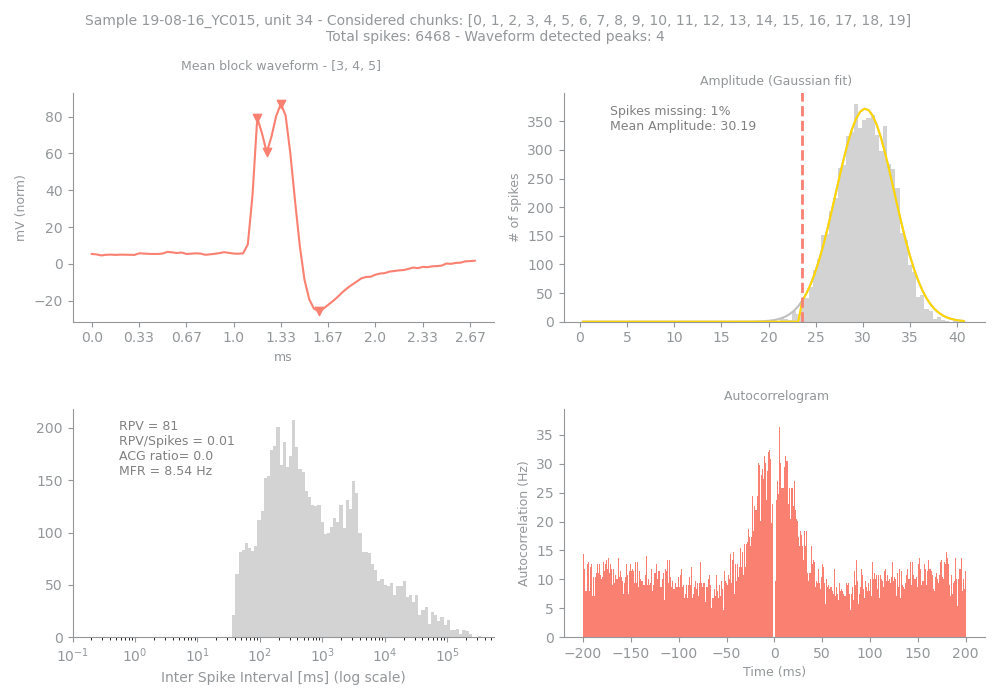 Sample 19-08-16_YC015, unit 34 - Considered chunks: [0, 1, 2, 3, 4, 5, 6, 7, 8, 9, 10, 11, 12, 13, 14, 15, 16, 17, 18, 19]
Total spikes: 6468 - Waveform detected peaks: 4
Mean block waveform - [3, 4, 5]
mV (norm)
80
60
40
20
0
−20
0.0 0.33 0.67 1.0 1.33 1.67 2.0 2.33 2.67
ms
Amplitude (Gaussian fit)
Spikes missing: 1%
Mean Amplitude: 30.19
# of spikes
350
300
250
200
150
100
50
0
0 5 10 15 20 25 30 35 40
RPV = 81
RPV/Spikes = 0.01
ACG ratio= 0.0
MFR = 8.54 Hz
200
150
100
50
0
10⁻¹ 10⁰ 10¹ 10² 10³ 10⁴ 10⁵
Inter Spike Interval [ms] (log scale)
Autocorrelogram
Autocorrelation (Hz)
35
30
25
20
15
10
5
0
−200 −150 −100 −50 0 50 100 150 200
Time (ms)